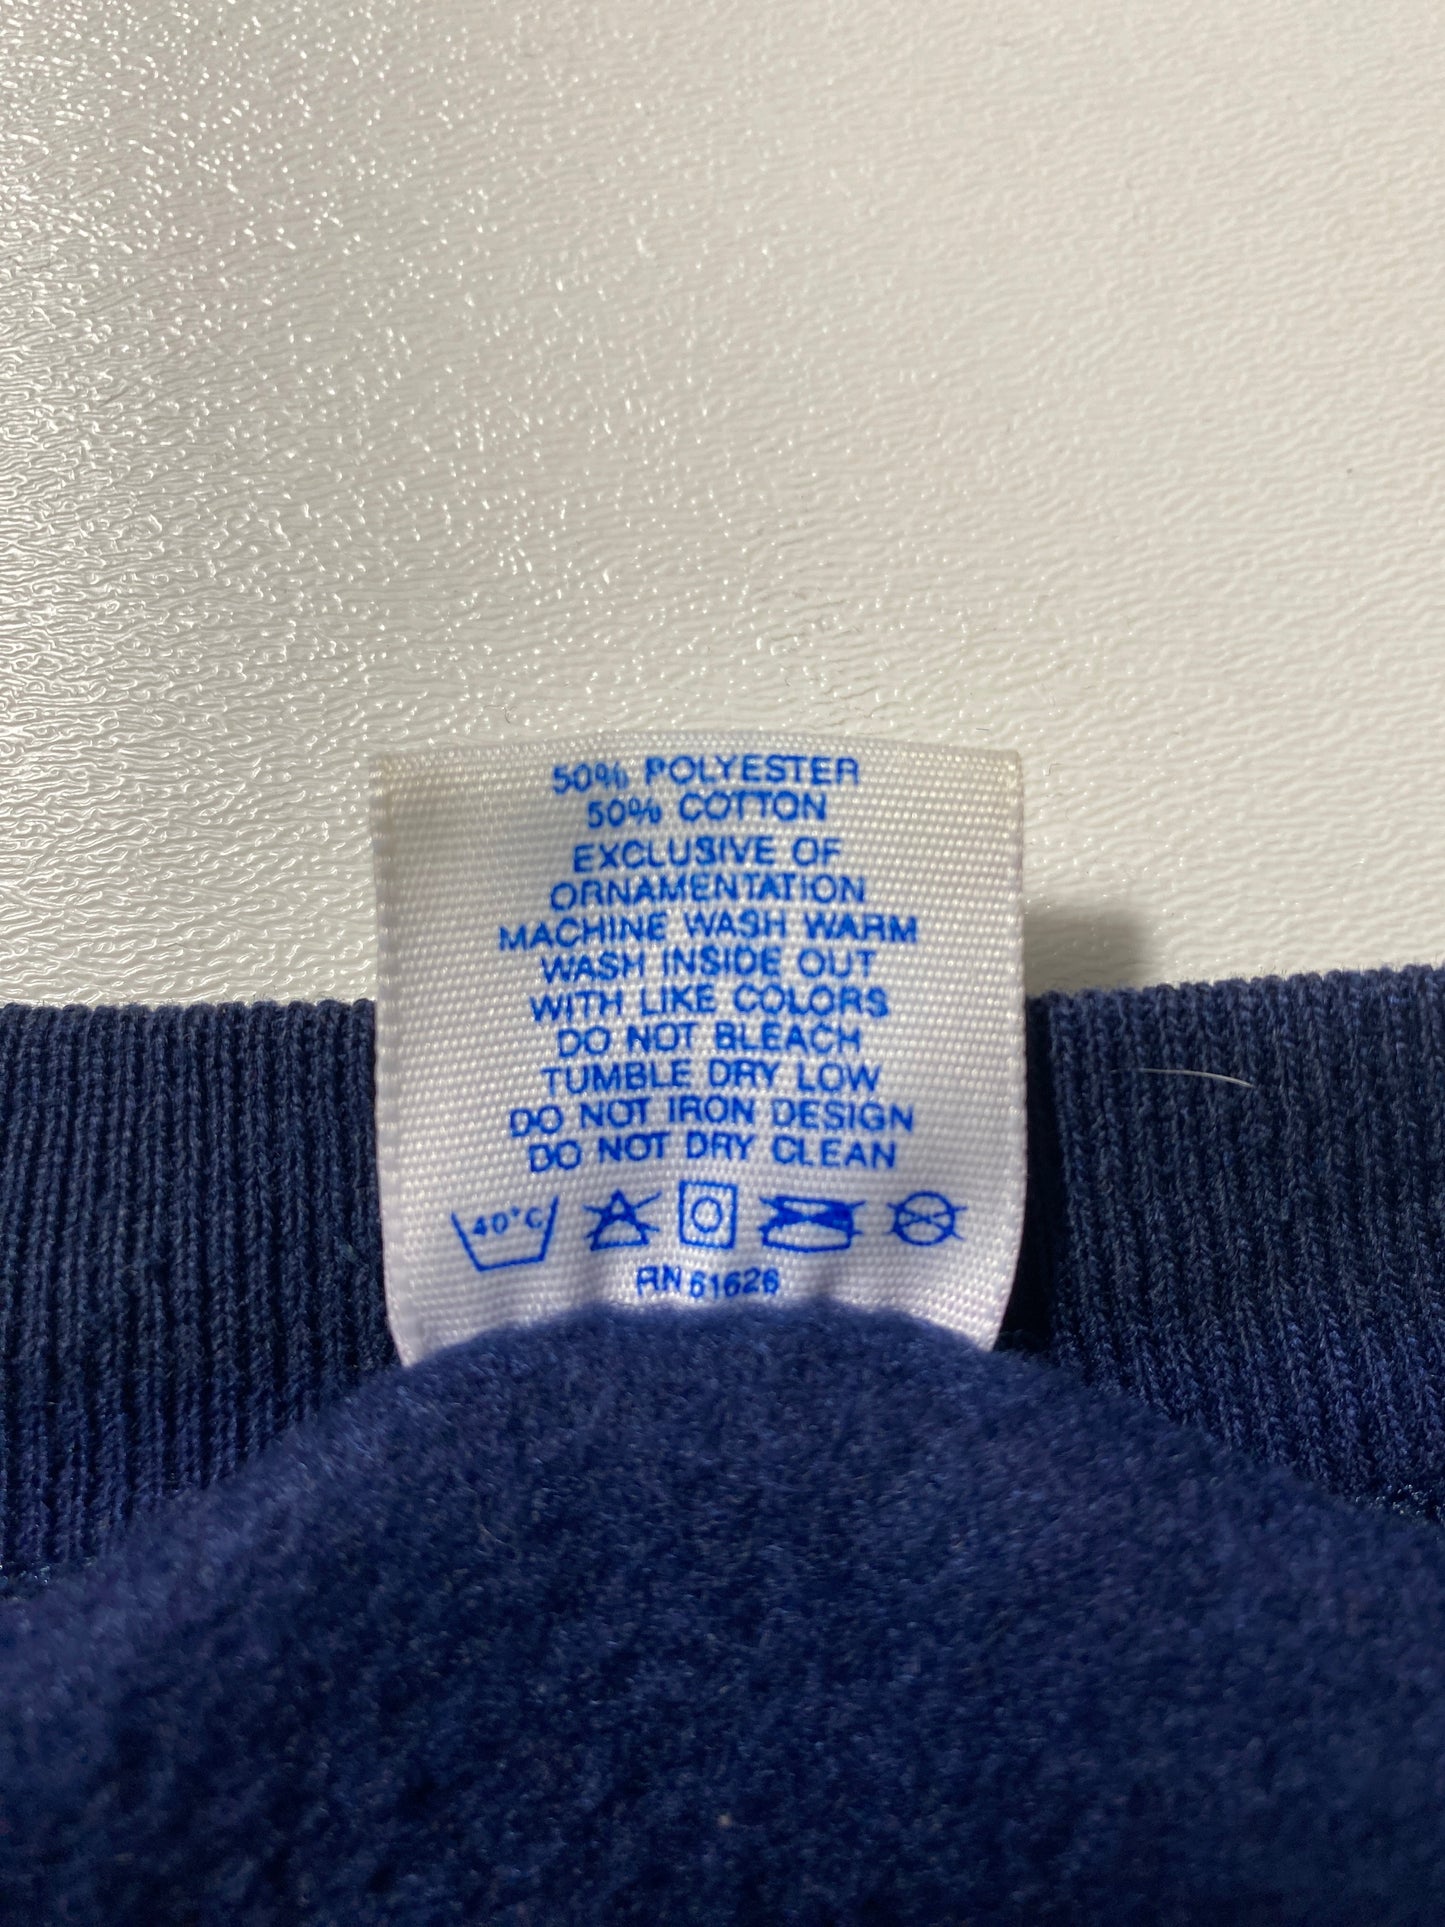 50% POLYESTER
50% COTTON
EXCLUSIVE OF
ORNAMENTATION
MACHINE WASH WARM
WASH INSIDE OUT
WITH LIKE COLORS
DO NOT BLEACH
TUMBLE DRY LOW
DO NOT IRON DESIGN
DO NOT DRY CLEAN
40°C
RN 61626